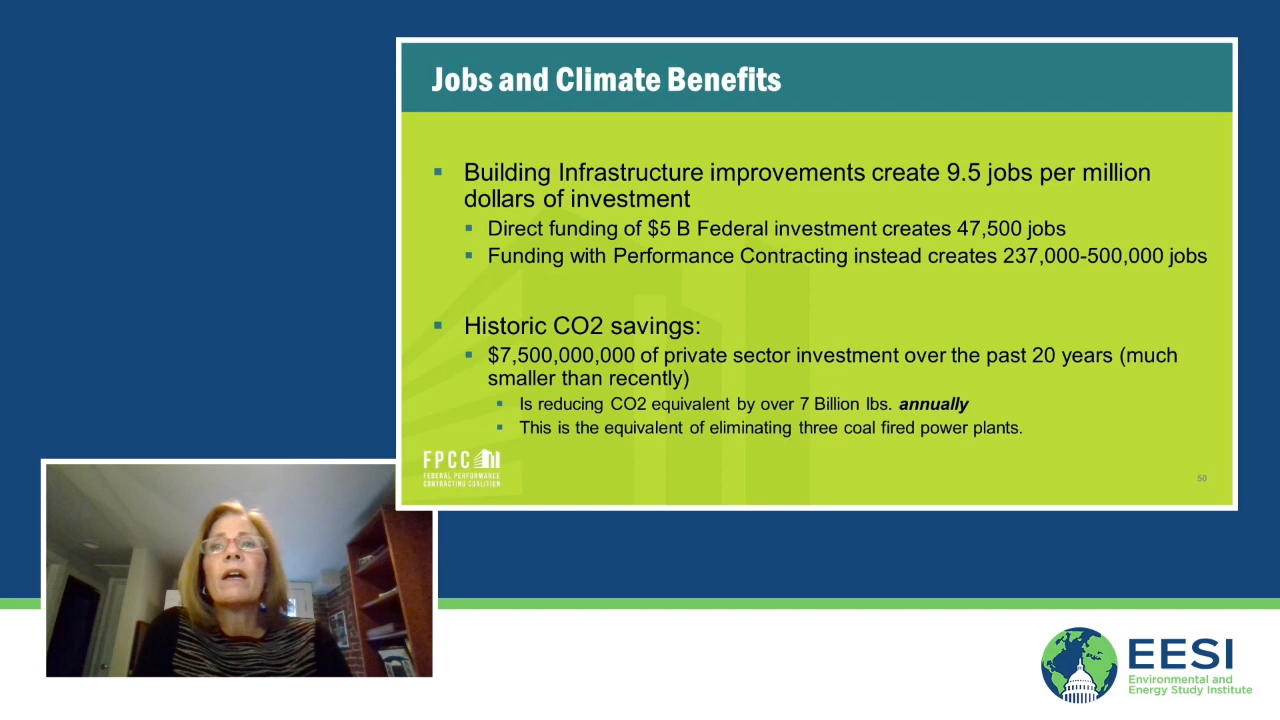 Jobs and Climate Benefits
Building Infrastructure improvements create 9.5 jobs per million
dollars of investment
Direct funding of $5 B Federal investment creates 47,500 jobs
Funding with Performance Contracting instead creates 237,000-500,000 jobs
Historic CO2 savings:
$7,500,000,000 of private sector investment over the past 20 years (much
smaller than recently)
Is reducing CO2 equivalent by over 7 Billion lbs. annually
This is the equivalent of eliminating three coal fired power plants.
FPCC
FEDERAL PERFORMANCE
CONTRACTING COALITION
50
EESI
Environmental and
Energy Study Institute